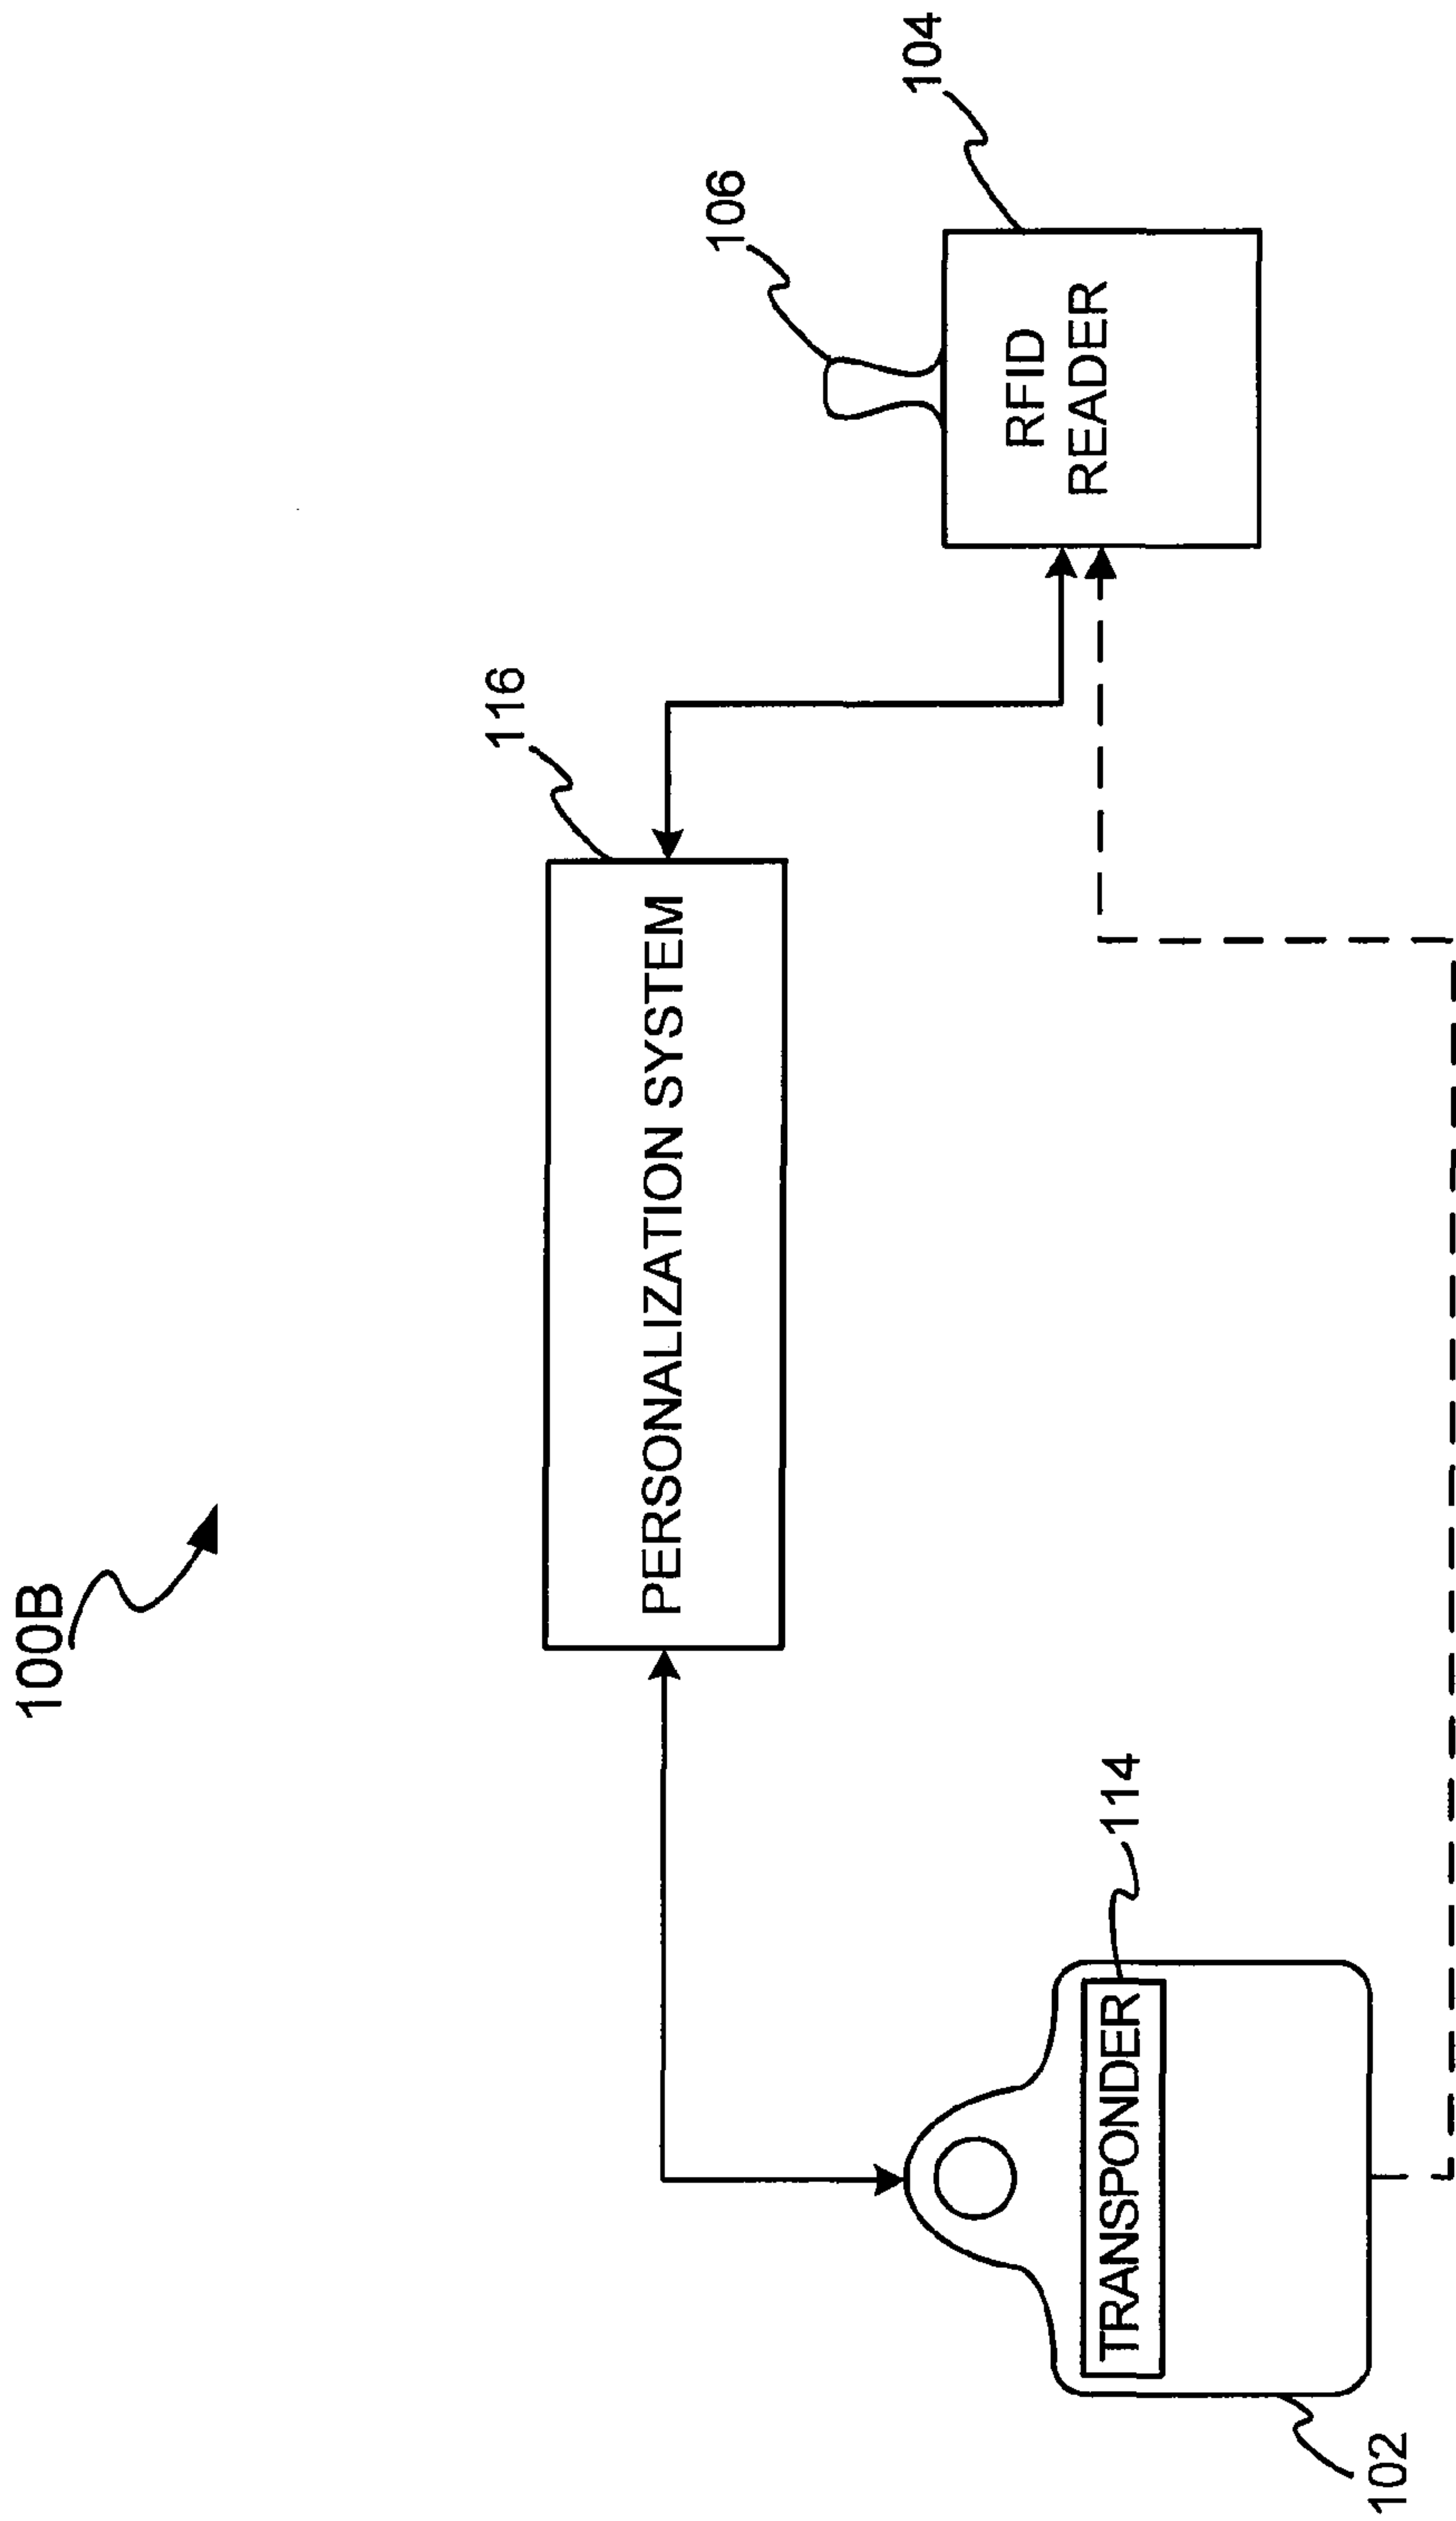 100B
116
PERSONALIZATION SYSTEM
106
104
RFID
READER
114
TRANSPONDER
102